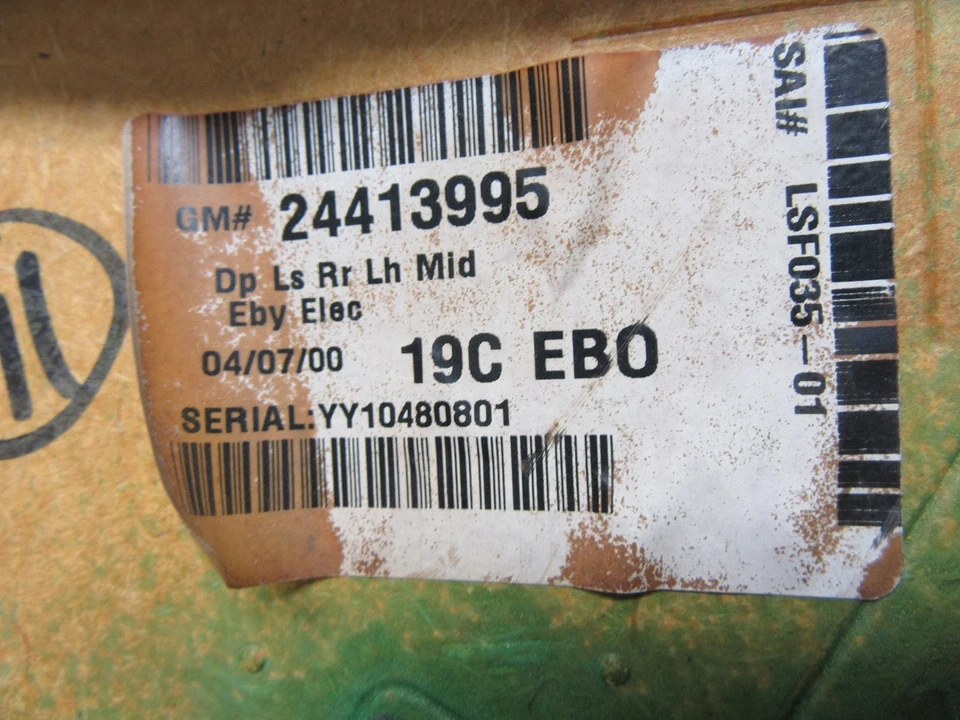 GM# 24413995
Dp Ls Rr Lh Mid
Eby Elec
04/07/00 19C EBO
SERIAL:YY10480801
SAI# LSF035-01